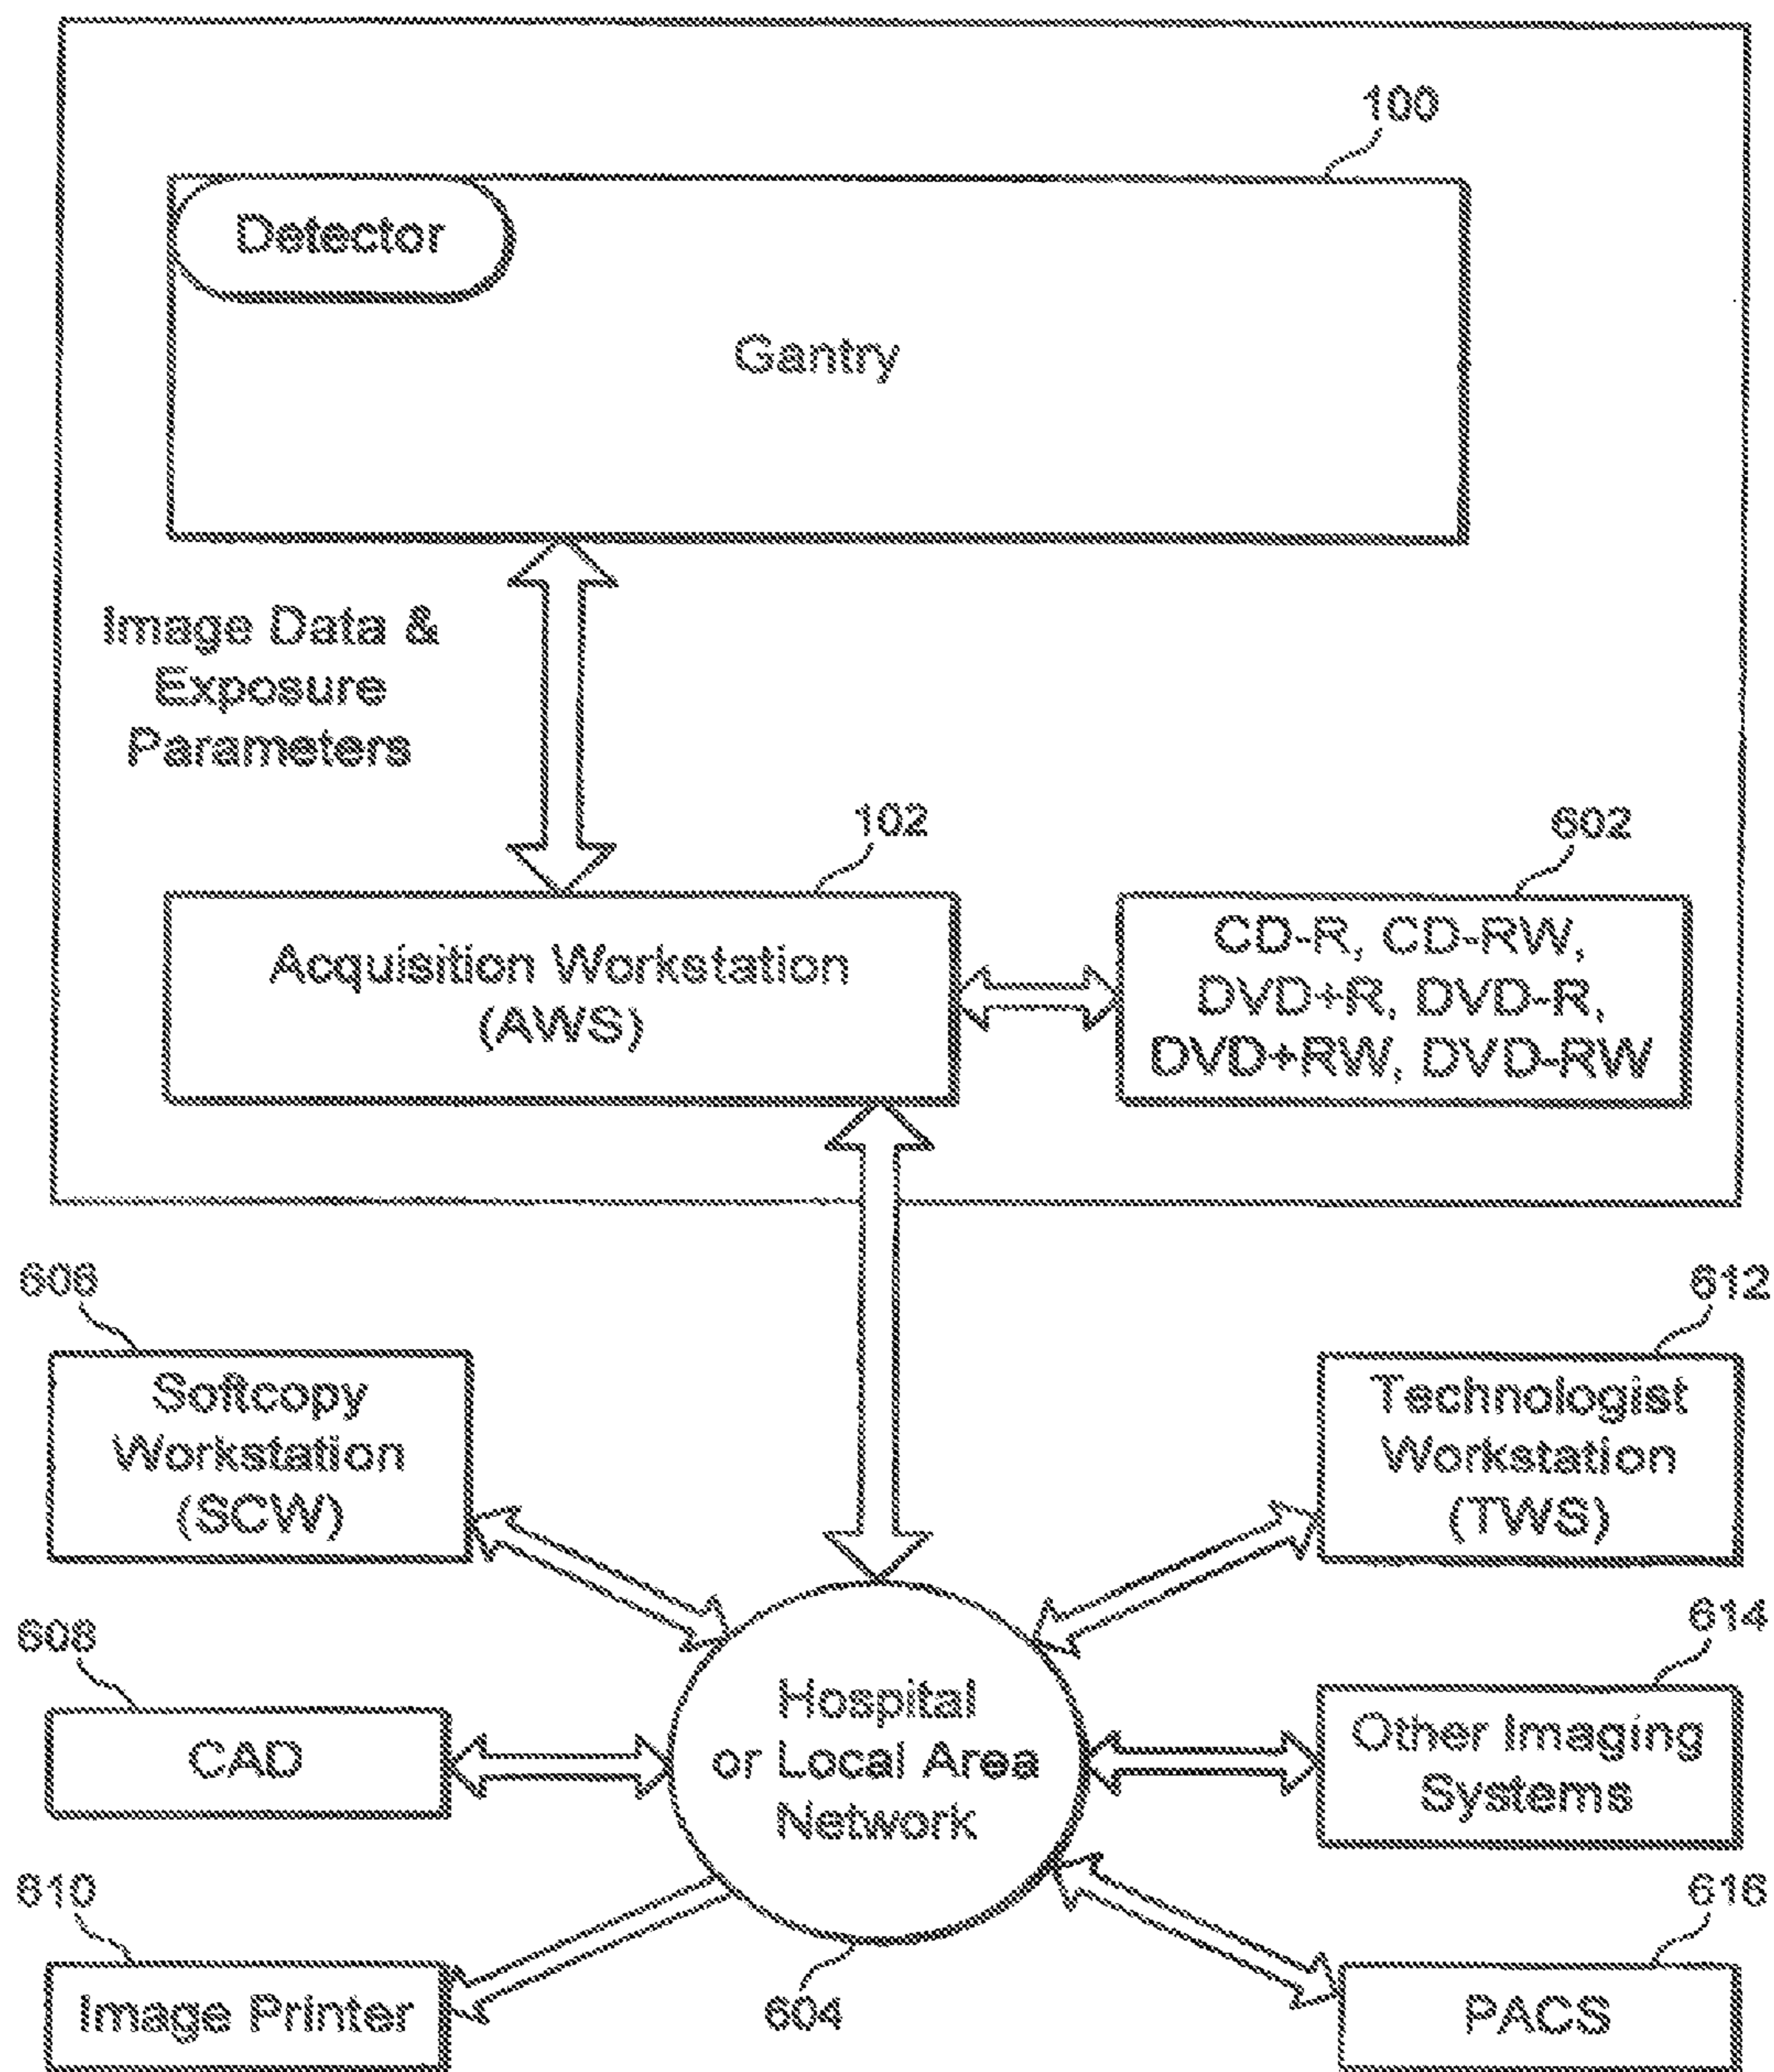 100
Detector
Gantry
Image Data &
Exposure
Parameters
102
602
Acquisition Workstation
(AWS)
CD-R, CD-RW,
DVD+R, DVD-R,
DVD+RW, DVD-RW
606
612
Softcopy
Workstation
(SCW)
Technologist
Workstation
(TWS)
608
614
CAD
Hospital
or Local Area
Network
Other Imaging
Systems
610
616
Image Printer
604
PACS